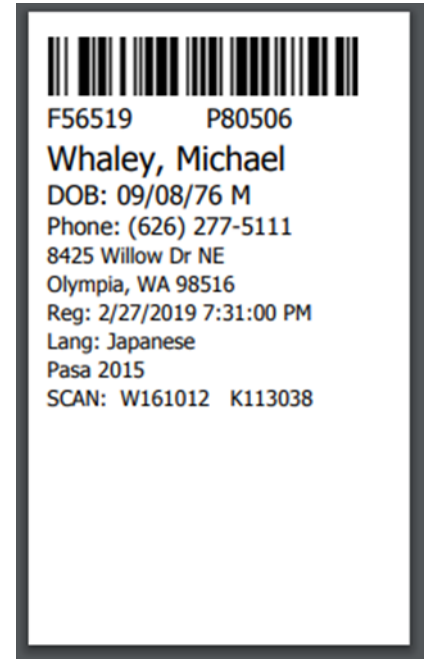 F56519 P80506
Whaley, Michael
DOB: 09/08/76 M
Phone: (626) 277-5111
8425 Willow Dr NE
Olympia, WA 98516
Reg: 2/27/2019 7:31:00 PM
Lang: Japanese
Pasa 2015
SCAN: W161012 K113038